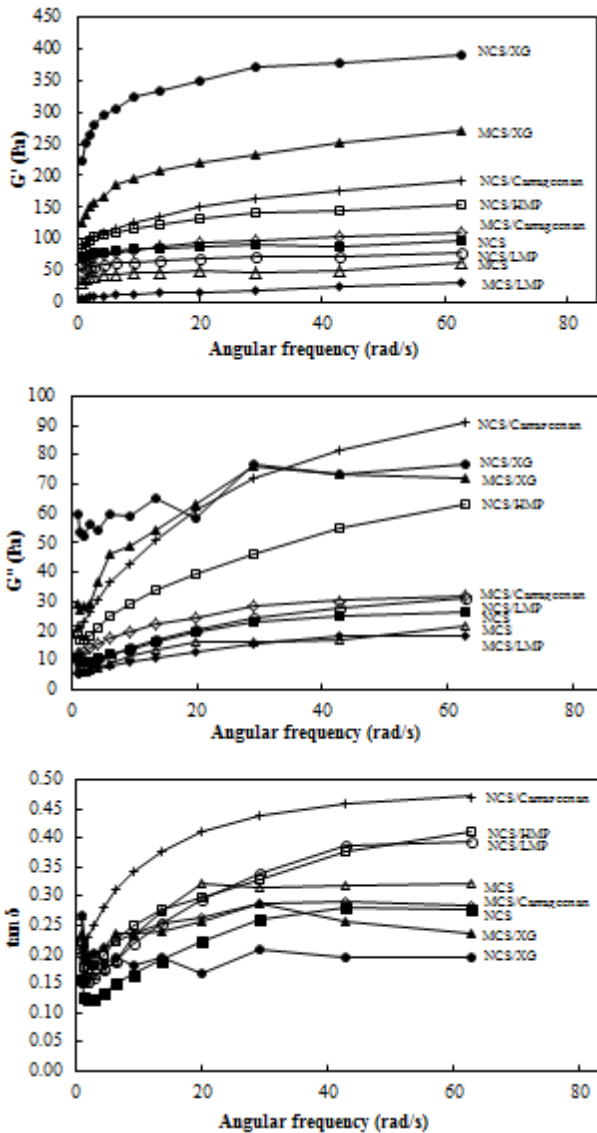 450
400
350
300
250
200
150
100
50
0
G' (Pa)
NCS/XG
MCS/XG
NCS/Carrageenan
NCS/HMP
MCS/Carrageenan
NCS
NCS/LMP
MCS
MCS/LMP
0 20 40 60 80
Angular frequency (rad/s)
100
90
80
70
60
50
40
30
20
10
0
G" (Pa)
NCS/Carrageenan
NCS/XG
MCS/XG
NCS/HMP
MCS/Carrageenan
NCS/LMP
NCS
MCS
MCS/LMP
0 20 40 60 80
Angular frequency (rad/s)
0.50
0.45
0.40
0.35
0.30
0.25
0.20
0.15
0.10
0.05
0.00
tan δ
NCS/Carrageenan
NCS/HMP
NCS/LMP
MCS
MCS/Carrageenan
NCS
MCS/XG
NCS/XG
0 20 40 60 80
Angular frequency (rad/s)